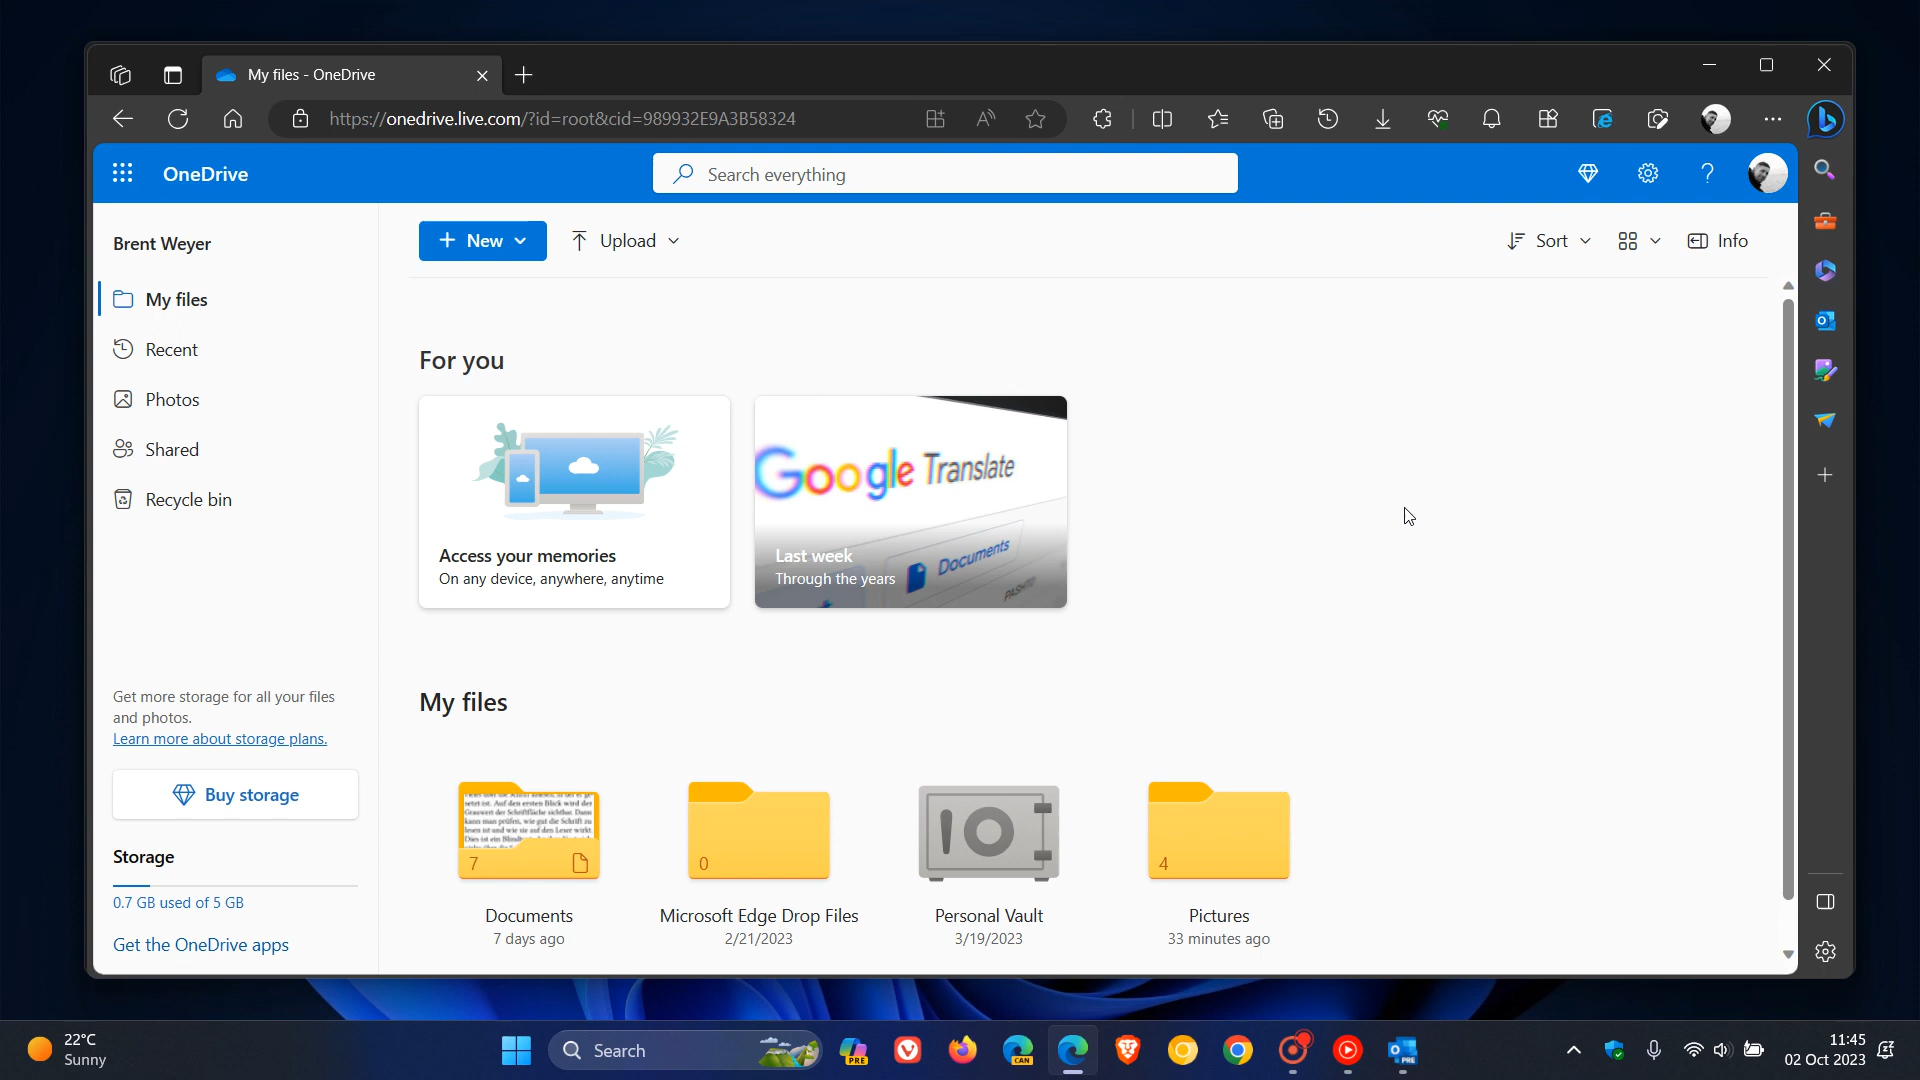 My files - OneDrive
https://onedrive.live.com/?id=root&cid=989932E9A3B58324
OneDrive
Search everything
Brent Weyer
My files
Recent
Photos
Shared
Recycle bin
Get more storage for all your files
and photos.
Learn more about storage plans.
Buy storage
Storage
0.7 GB used of 5 GB
Get the OneDrive apps
New
Upload
Sort
Info
For you
Access your memories
On any device, anywhere, anytime
Google Translate
Documents
PASHTO
Last week
Through the years
My files
7
Documents
7 days ago
0
Microsoft Edge Drop Files
2/21/2023
Personal Vault
3/19/2023
4
Pictures
33 minutes ago
22°C
Sunny
Search
PRE
CAN
PRE
11:45
02 Oct 2023